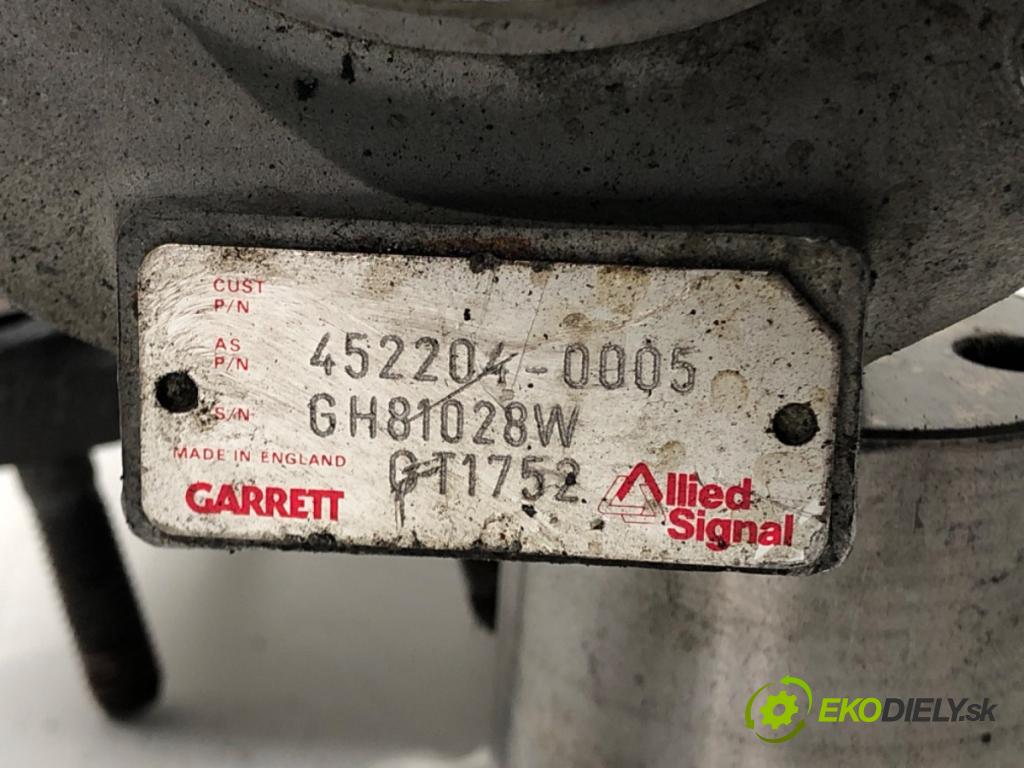 CUST
P/N
AS
P/N 452204-0005
S/N GH81028W
MADE IN ENGLAND GT1752
GARRETT Allied
Signal
EKODIELY.sk